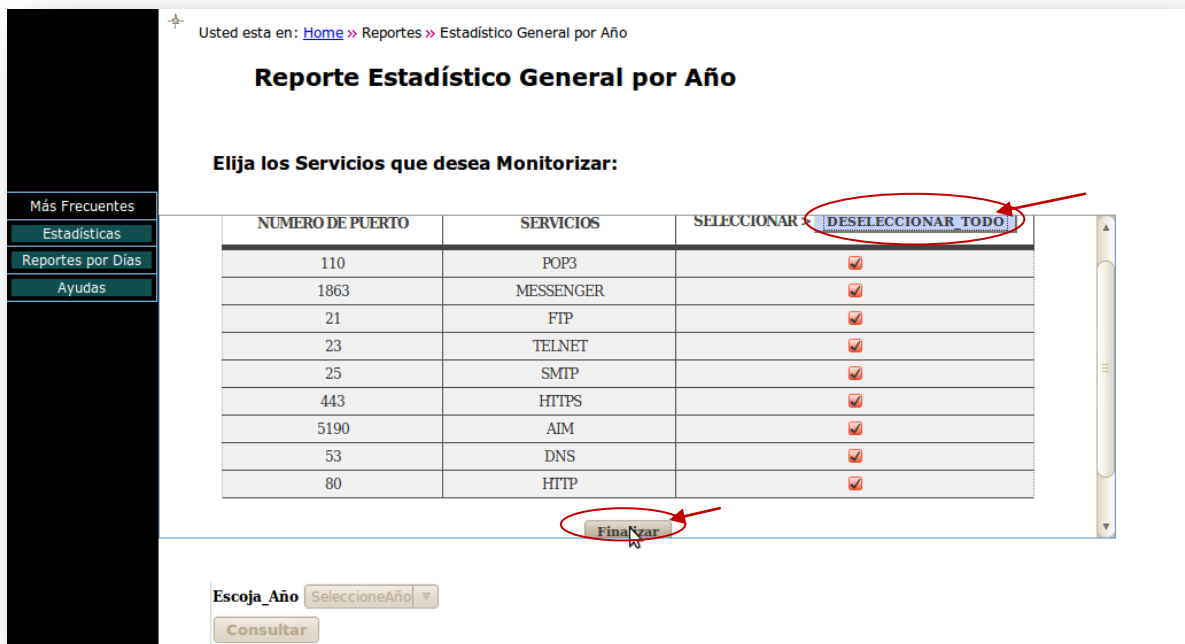 Usted esta en: Home » Reportes » Estadístico General por Año
Reporte Estadístico General por Año
Elija los Servicios que desea Monitorizar:
Más Frecuentes
Estadísticas
Reportes por Días
Ayudas
NUMERO DE PUERTO SERVICIOS SELECCIONAR > DESELECCIONAR_TODO
110 POP3
1863 MESSENGER
21 FTP
23 TELNET
25 SMTP
443 HTTPS
5190 AIM
53 DNS
80 HTTP
Finalizar
Escoja_Año SeleccioneAño
Consultar